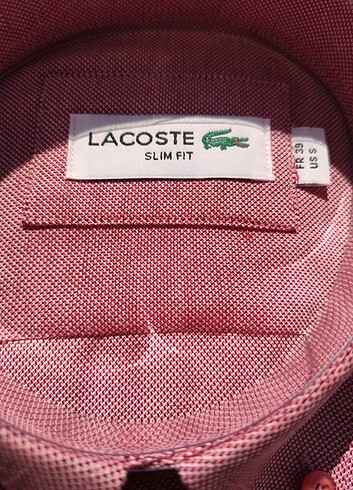 LACOSTE
SLIM FIT
FR 39
US S